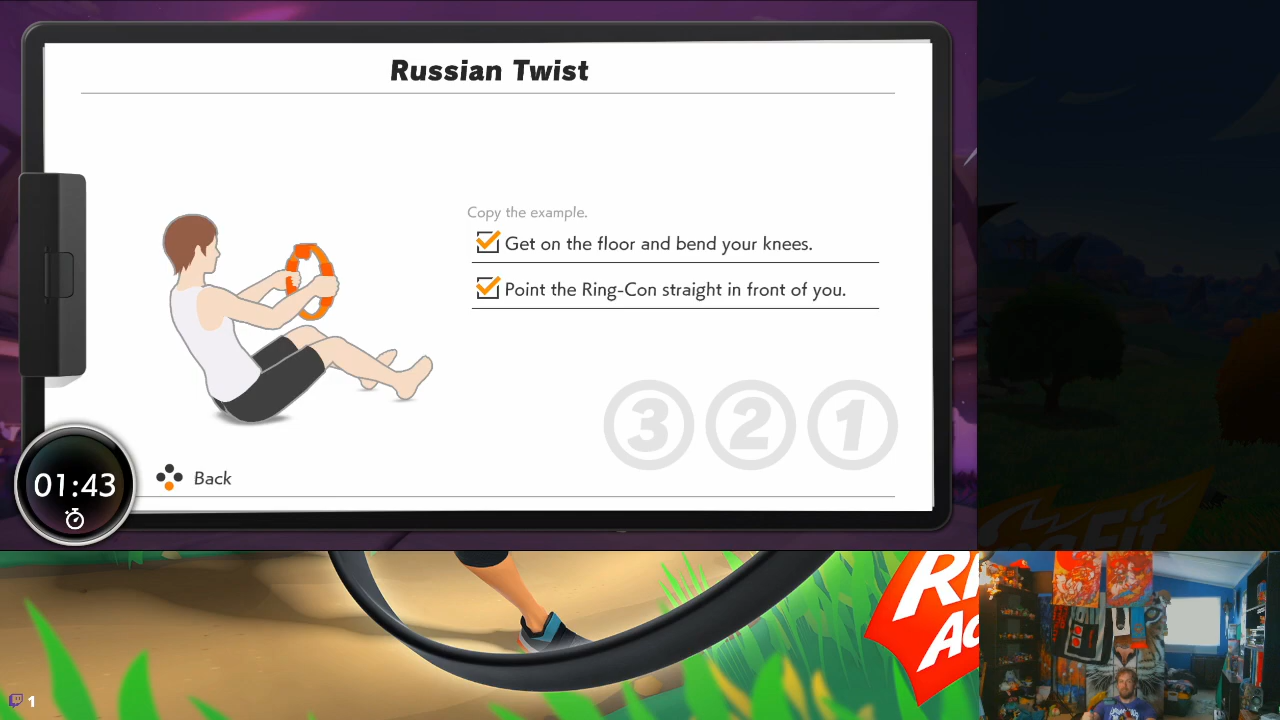 Russian Twist
Copy the example.
Get on the floor and bend your knees.
Point the Ring-Con straight in front of you.
3 2 1
01:43
Back
Fit
1